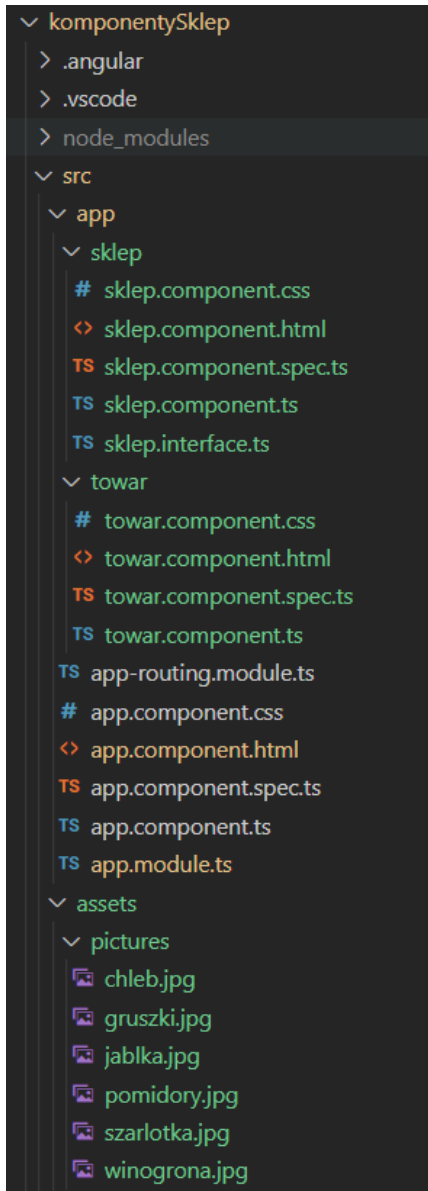 komponentySklep
.angular
.vscode
node_modules
src
app
sklep
# sklep.component.css
<> sklep.component.html
TS sklep.component.spec.ts
TS sklep.component.ts
TS sklep.interface.ts
towar
# towar.component.css
<> towar.component.html
TS towar.component.spec.ts
TS towar.component.ts
TS app-routing.module.ts
# app.component.css
<> app.component.html
TS app.component.spec.ts
TS app.component.ts
TS app.module.ts
assets
pictures
chleb.jpg
gruszki.jpg
jablka.jpg
pomidory.jpg
szarlotka.jpg
winogrona.jpg